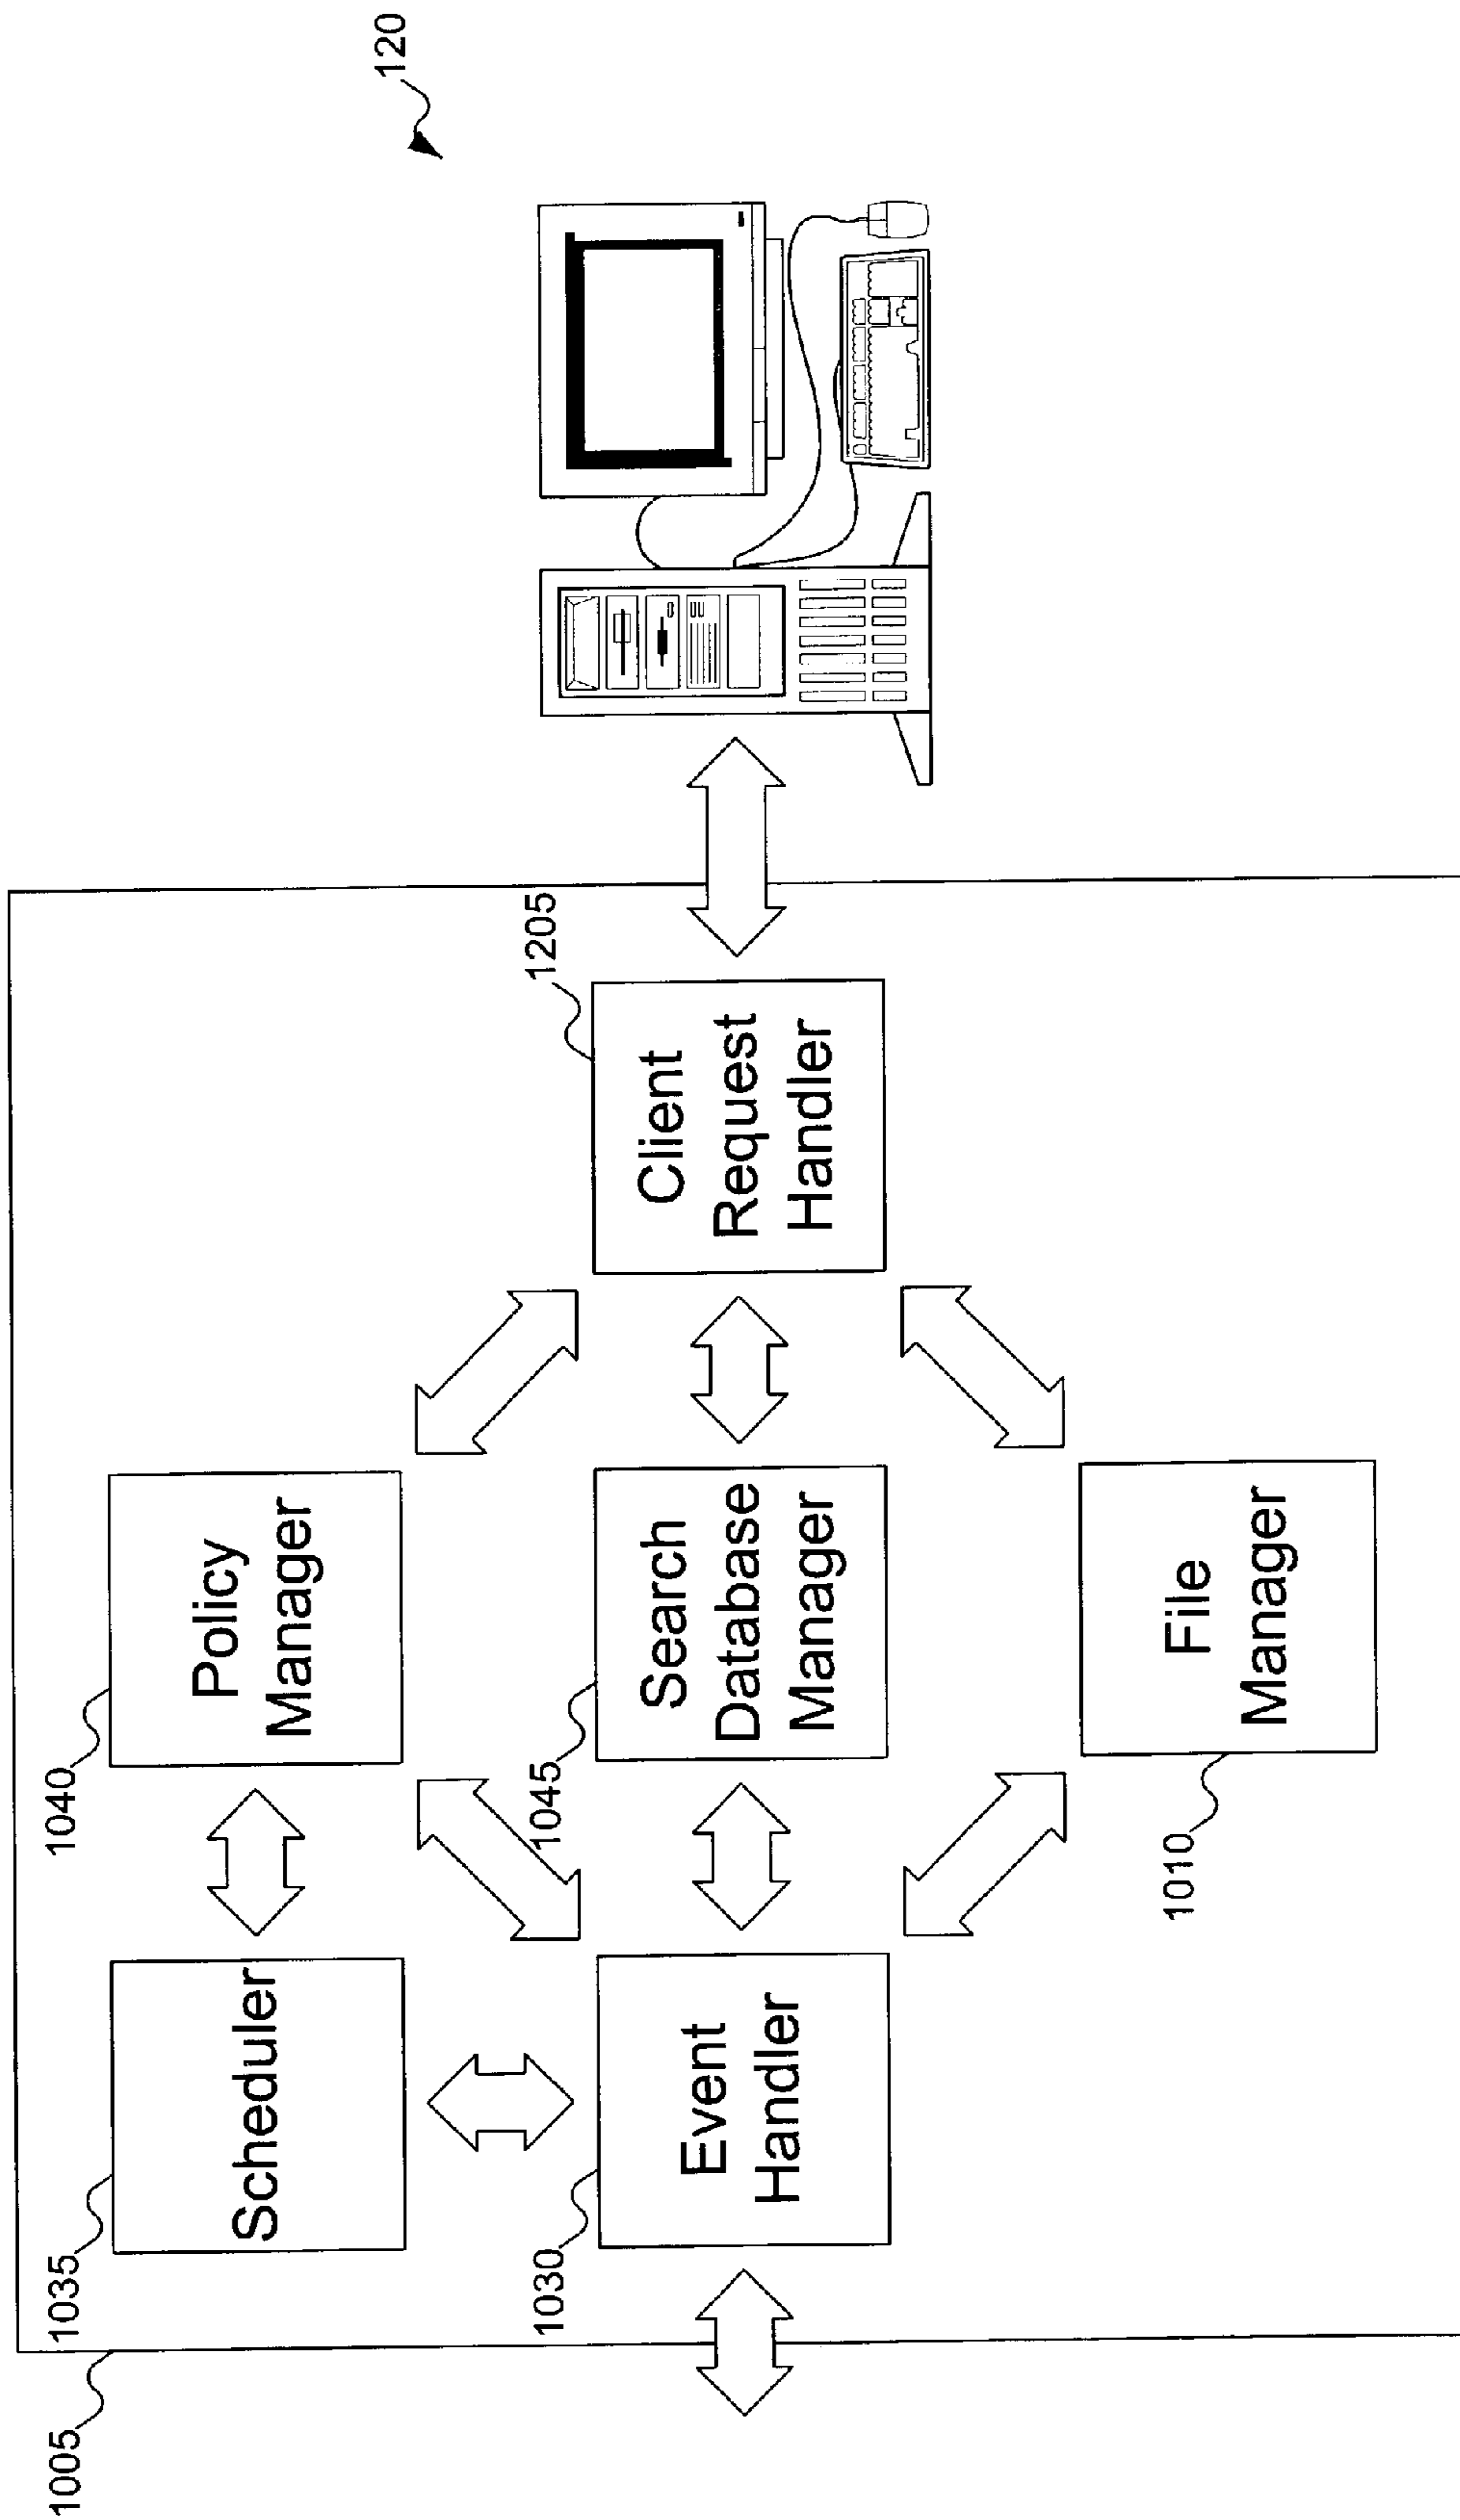 120
1005
1035
Scheduler
1040
Policy
Manager
1030
Event
Handler
1045
Search
Database
Manager
1205
Client
Request
Handler
1010
File
Manager